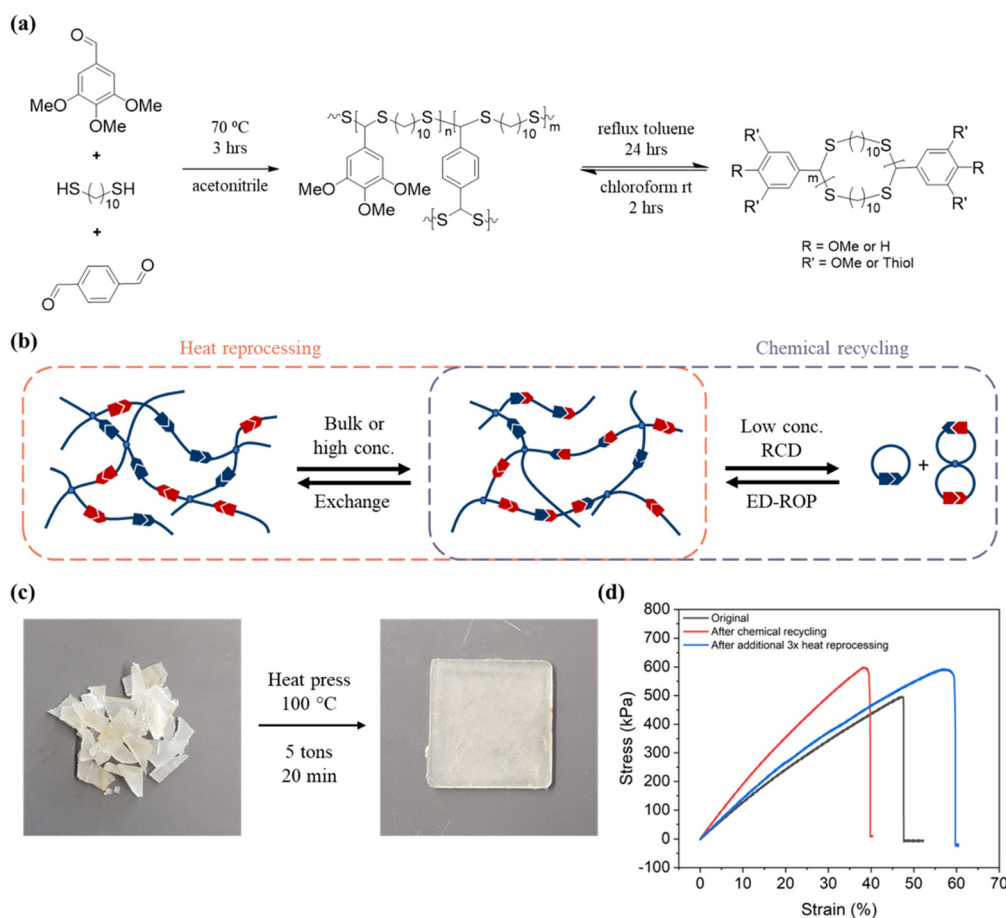 (a)
O
MeO
OMe
OMe
+
HS
SH
10
+
O
O
70 °C
3 hrs
acetonitrile
S
S
S
S
S
10
n
10
m
MeO
OMe
OMe
S
S
reflux toluene
24 hrs
chloroform rt
2 hrs
R'
R
R'
S
10
S
m
S
10
S
R'
R
R'
R = OMe or H
R' = OMe or Thiol
(b)
Heat reprocessing
Chemical recycling
Bulk or
high conc.
Exchange
Low conc.
RCD
ED-ROP
+
(c)
Heat press
100 °C
5 tons
20 min
(d)
Original
After chemical recycling
After additional 3x heat reprocessing
Stress (kPa)
800
700
600
500
400
300
200
100
0
-100
0 10 20 30 40 50 60 70
Strain (%)